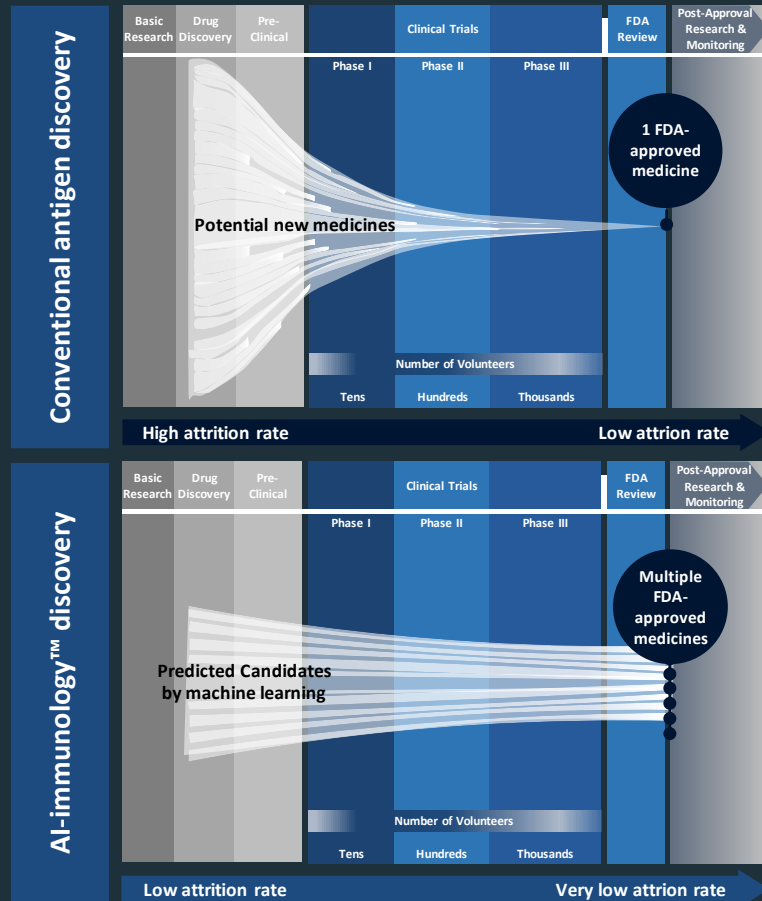 Conventional antigen discovery
Basic Research
Drug Discovery
Pre-Clinical
Clinical Trials
FDA Review
Post-Approval Research & Monitoring
Phase I
Phase II
Phase III
1 FDA-approved medicine
Potential new medicines
Number of Volunteers
Tens
Hundreds
Thousands
High attrition rate
Low attrion rate
AI-immunology™ discovery
Basic Research
Drug Discovery
Pre-Clinical
Clinical Trials
FDA Review
Post-Approval Research & Monitoring
Phase I
Phase II
Phase III
Multiple FDA-approved medicines
Predicted Candidates
by machine learning
Number of Volunteers
Tens
Hundreds
Thousands
Low attrition rate
Very low attrion rate